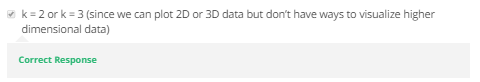 k = 2 or k = 3 (since we can plot 2D or 3D data but don't have ways to visualize higher
dimensional data)
Correct Response